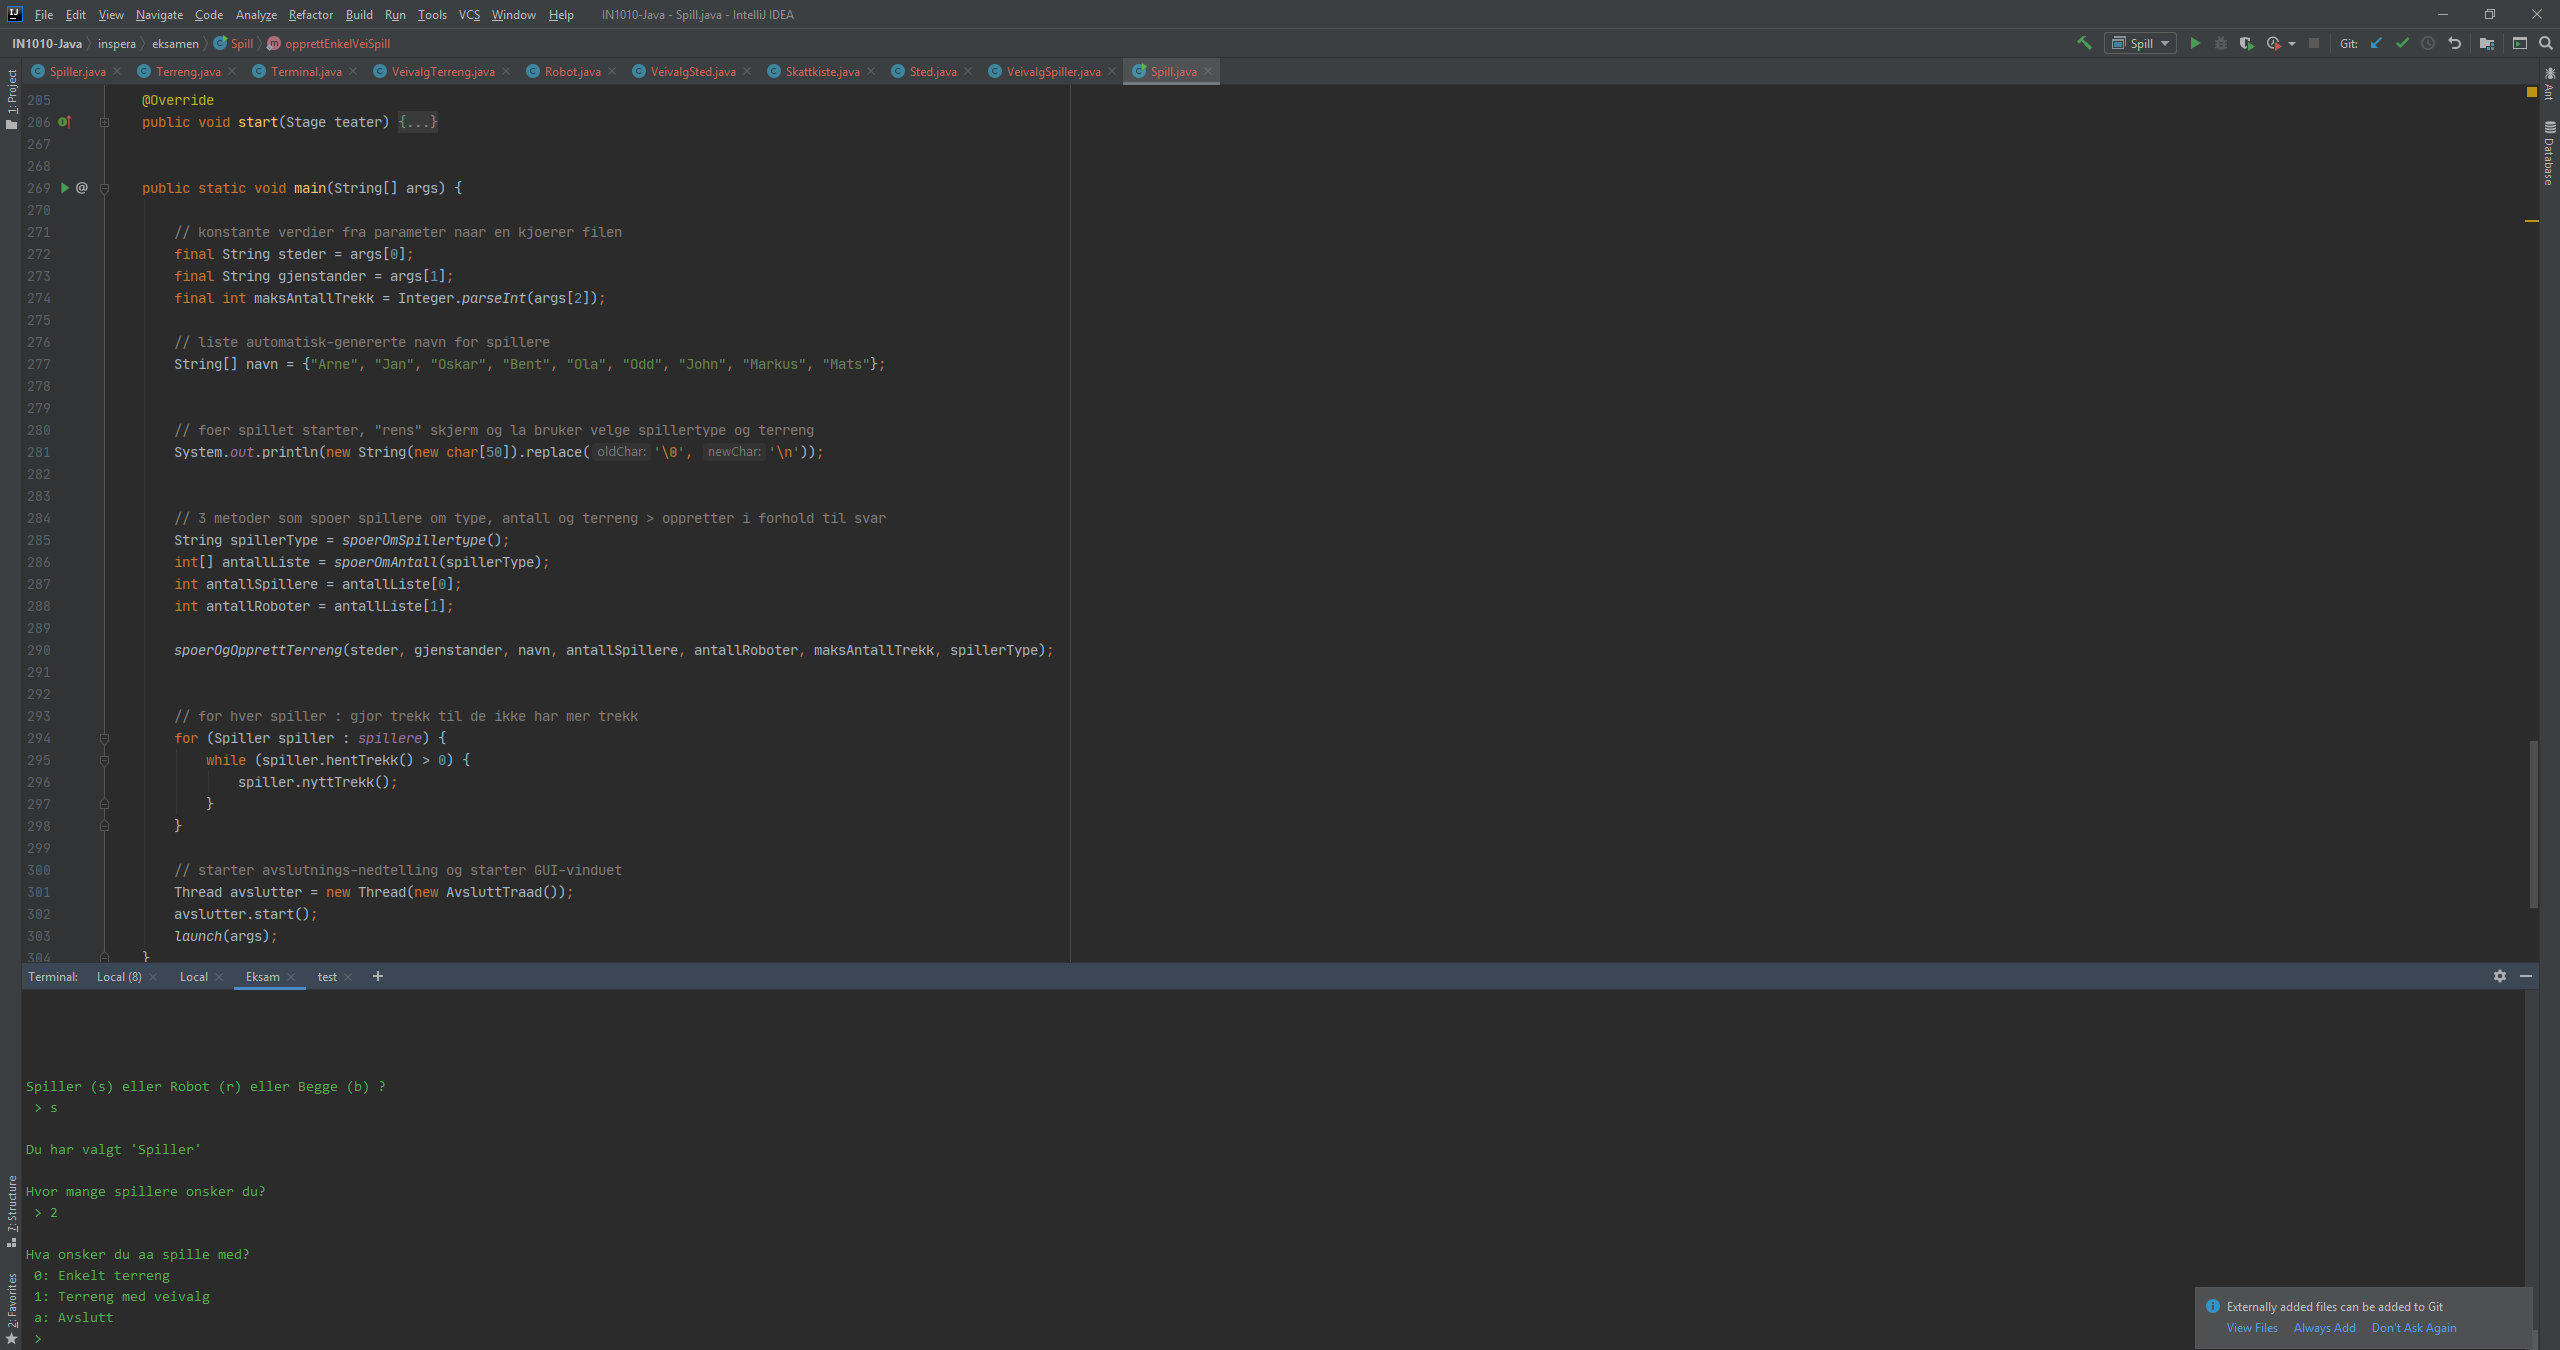 File Edit View Navigate Code Analyze Refactor Build Run Tools VCS Window Help IN1010-Java - Spill.java - IntelliJ IDEA
IN1010-Java inspera eksamen Spill opprettEnkelVeiSpill Spill Git:
Spiller.java Terreng.java Terminal.java VeivalgTerreng.java Robot.java VeivalgSted.java Skattkiste.java Sted.java VeivalgSpiller.java Spill.java
1: Project
Ant
Database
7: Structure
2: Favorites
205 @Override
206 public void start(Stage teater) {...}
267
268
269 @ public static void main(String[] args) {
270
271 // konstante verdier fra parameter naar en kjoerer filen
272 final String steder = args[0];
273 final String gjenstander = args[1];
274 final int maksAntallTrekk = Integer.parseInt(args[2]);
275
276 // liste automatisk-genererte navn for spillere
277 String[] navn = {"Arne", "Jan", "Oskar", "Bent", "Ola", "Odd", "John", "Markus", "Mats"};
278
279
280 // foer spillet starter, "rens" skjerm og la bruker velge spillertype og terreng
281 System.out.println(new String(new char[50]).replace( oldChar: '\0', newChar: '\n'));
282
283
284 // 3 metoder som spoer spillere om type, antall og terreng > oppretter i forhold til svar
285 String spillerType = spoerOmSpillertype();
286 int[] antallListe = spoerOmAntall(spillerType);
287 int antallSpillere = antallListe[0];
288 int antallRoboter = antallListe[1];
289
290 spoerOgOpprettTerreng(steder, gjenstander, navn, antallSpillere, antallRoboter, maksAntallTrekk, spillerType);
291
292
293 // for hver spiller : gjor trekk til de ikke har mer trekk
294 for (Spiller spiller : spillere) {
295 while (spiller.hentTrekk() > 0) {
296 spiller.nyttTrekk();
297 }
298 }
299
300 // starter avslutnings-nedtelling og starter GUI-vinduet
301 Thread avslutter = new Thread(new AvsluttTraad());
302 avslutter.start();
303 launch(args);
304 }
Terminal: Local (8) Local Eksam test +
Spiller (s) eller Robot (r) eller Begge (b) ?
> s
Du har valgt 'Spiller'
Hvor mange spillere onsker du?
> 2
Hva onsker du aa spille med?
0: Enkelt terreng
1: Terreng med veivalg
a: Avslutt
>
Externally added files can be added to Git
View Files Always Add Don't Ask Again